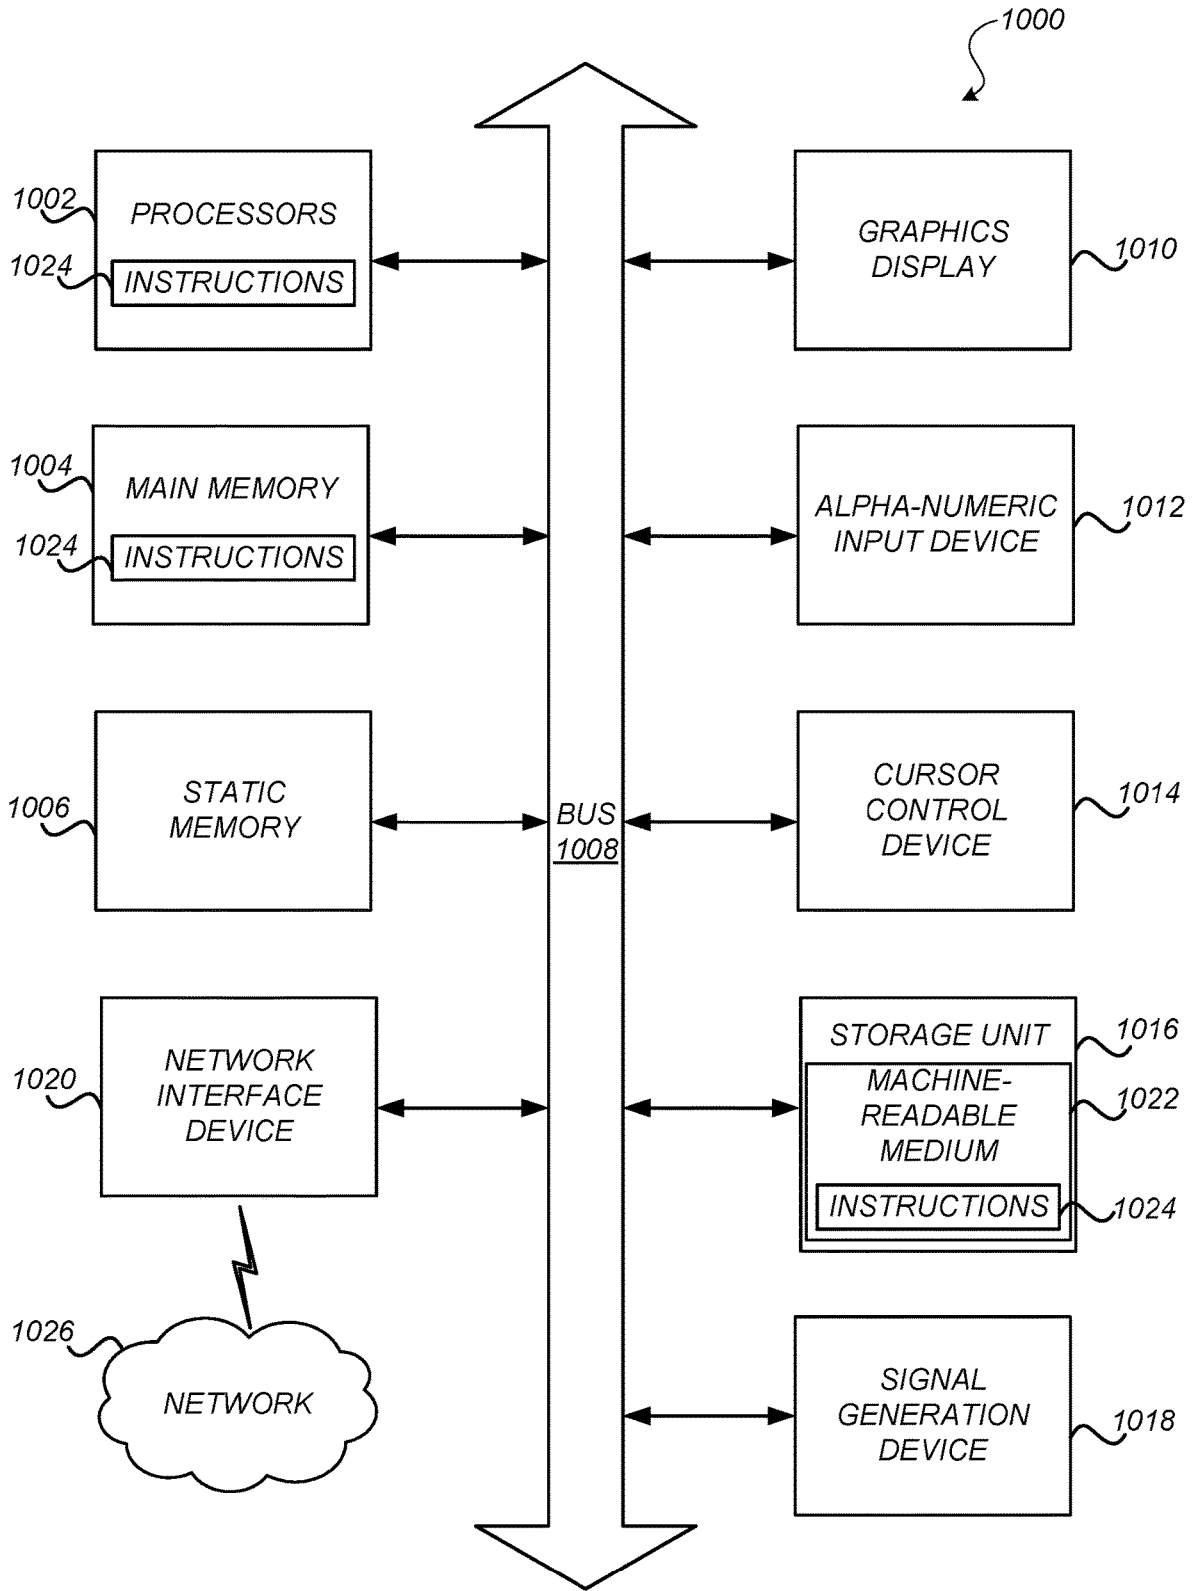 1000
1002
PROCESSORS
1024
INSTRUCTIONS
GRAPHICS
DISPLAY
1010
1004
MAIN MEMORY
1024
INSTRUCTIONS
ALPHA-NUMERIC
INPUT DEVICE
1012
1006
STATIC
MEMORY
BUS
1008
CURSOR
CONTROL
DEVICE
1014
1020
NETWORK
INTERFACE
DEVICE
STORAGE UNIT
1016
MACHINE-
READABLE
MEDIUM
1022
INSTRUCTIONS
1024
1026
NETWORK
SIGNAL
GENERATION
DEVICE
1018